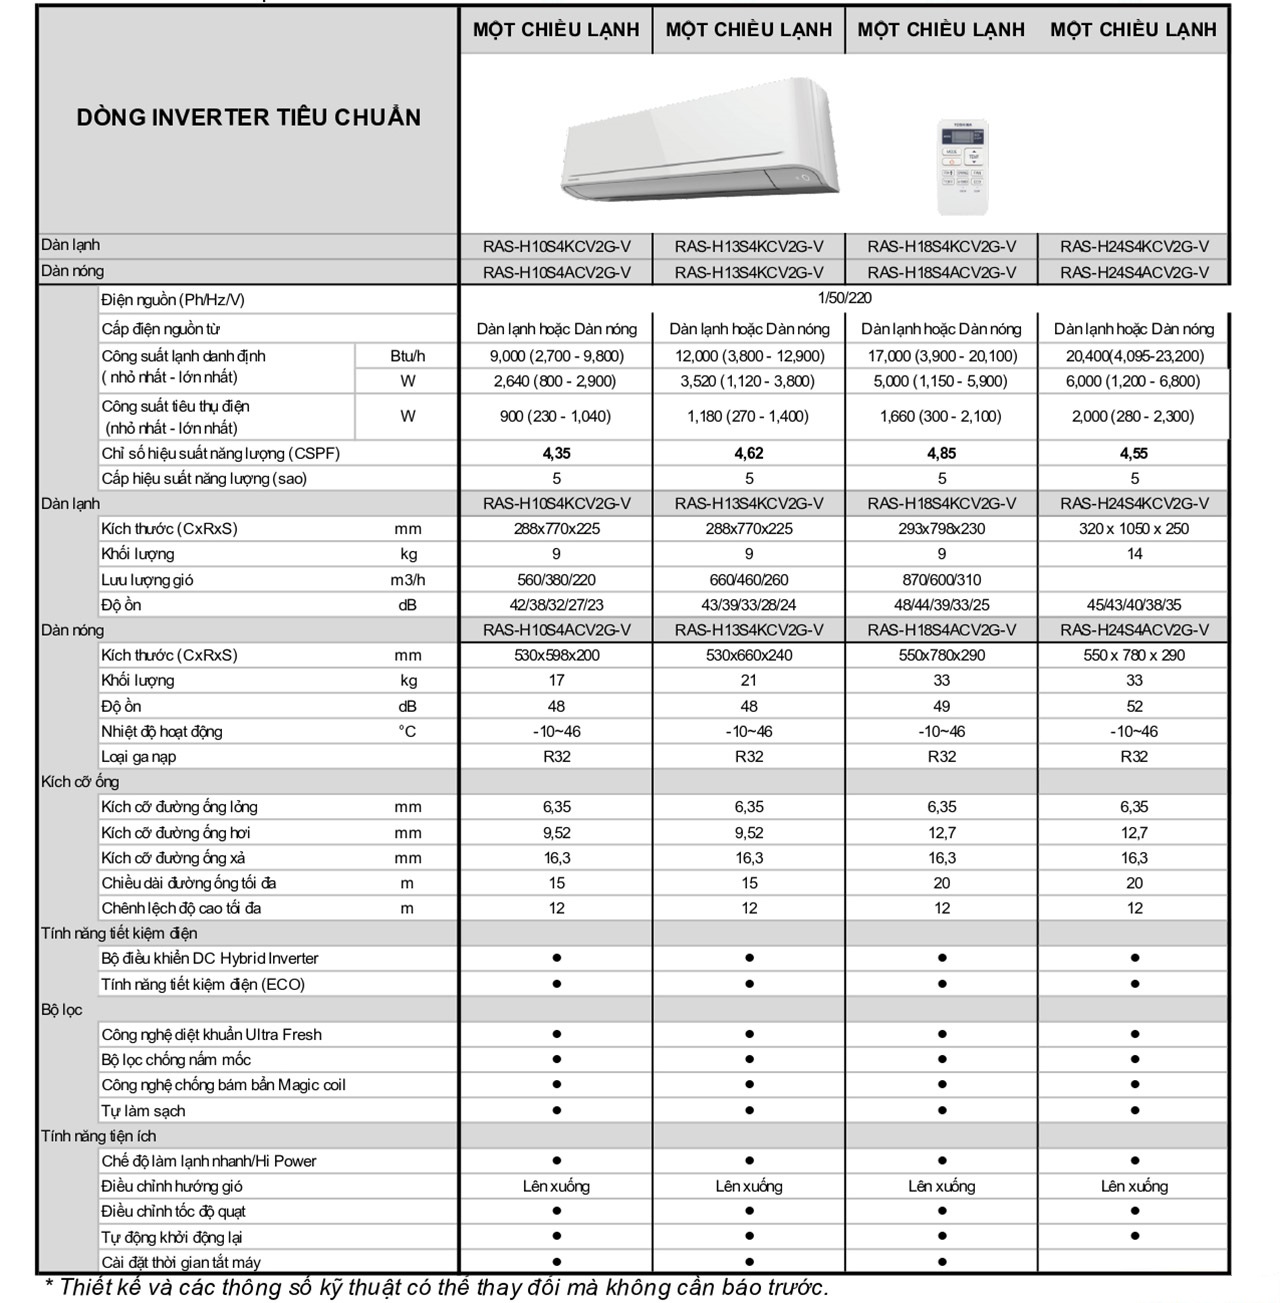 MỘT CHIỀU LẠNH MỘT CHIỀU LẠNH MỘT CHIỀU LẠNH MỘT CHIỀU LẠNH
DÒNG INVERTER TIÊU CHUẨN
TOSHIBA
Dàn lạnh RAS-H10S4KCV2G-V RAS-H13S4KCV2G-V RAS-H18S4KCV2G-V RAS-H24S4KCV2G-V
Dàn nóng RAS-H10S4ACV2G-V RAS-H13S4KCV2G-V RAS-H18S4ACV2G-V RAS-H24S4ACV2G-V
Điện nguồn (Ph/Hz/V) 1/50/220
Cấp điện nguồn từ Dàn lạnh hoặc Dàn nóng Dàn lạnh hoặc Dàn nóng Dàn lạnh hoặc Dàn nóng Dàn lạnh hoặc Dàn nóng
Công suất lạnh danh định Btu/h 9,000 (2,700 - 9,800) 12,000 (3,800 - 12,900) 17,000 (3,900 - 20,100) 20,400(4,095-23,200)
( nhỏ nhất - lớn nhất) W 2,640 (800 - 2,900) 3,520 (1,120 - 3,800) 5,000 (1,150 - 5,900) 6,000 (1,200 - 6,800)
Công suất tiêu thụ điện
(nhỏ nhất - lớn nhất) W 900 (230 - 1,040) 1,180 (270 - 1,400) 1,660 (300 - 2,100) 2,000 (280 - 2,300)
Chỉ số hiệu suất năng lượng (CSPF) 4,35 4,62 4,85 4,55
Cấp hiệu suất năng lượng (sao) 5 5 5 5
Dàn lạnh RAS-H10S4KCV2G-V RAS-H13S4KCV2G-V RAS-H18S4KCV2G-V RAS-H24S4KCV2G-V
Kích thước (CxRxS) mm 288x770x225 288x770x225 293x798x230 320 x 1050 x 250
Khối lượng kg 9 9 9 14
Lưu lượng gió m3/h 560/380/220 660/460/260 870/600/310
Độ ồn dB 42/38/32/27/23 43/39/33/28/24 48/44/39/33/25 45/43/40/38/35
Dàn nóng RAS-H10S4ACV2G-V RAS-H13S4KCV2G-V RAS-H18S4ACV2G-V RAS-H24S4ACV2G-V
Kích thước (CxRxS) mm 530x598x200 530x660x240 550x780x290 550 x 780 x 290
Khối lượng kg 17 21 33 33
Độ ồn dB 48 48 49 52
Nhiệt độ hoạt động °C -10~46 -10~46 -10~46 -10~46
Loại ga nạp R32 R32 R32 R32
Kích cỡ ống
Kích cỡ đường ống lỏng mm 6,35 6,35 6,35 6,35
Kích cỡ đường ống hơi mm 9,52 9,52 12,7 12,7
Kích cỡ đường ống xả mm 16,3 16,3 16,3 16,3
Chiều dài đường ống tối đa m 15 15 20 20
Chênh lệch độ cao tối đa m 12 12 12 12
Tính năng tiết kiệm điện
Bộ điều khiển DC Hybrid Inverter ● ● ● ●
Tính năng tiết kiệm điện (ECO) ● ● ● ●
Bộ lọc
Công nghệ diệt khuẩn Ultra Fresh ● ● ● ●
Bộ lọc chống nấm mốc ● ● ● ●
Công nghệ chống bám bẩn Magic coil ● ● ● ●
Tự làm sạch ● ● ● ●
Tính năng tiện ích
Chế độ làm lạnh nhanh/Hi Power ● ● ● ●
Điều chỉnh hướng gió Lên xuống Lên xuống Lên xuống Lên xuống
Điều chỉnh tốc độ quạt ● ● ● ●
Tự động khởi động lại ● ● ● ●
Cài đặt thời gian tắt máy ● ● ●
* Thiết kế và các thông số kỹ thuật có thể thay đổi mà không cần báo trước.